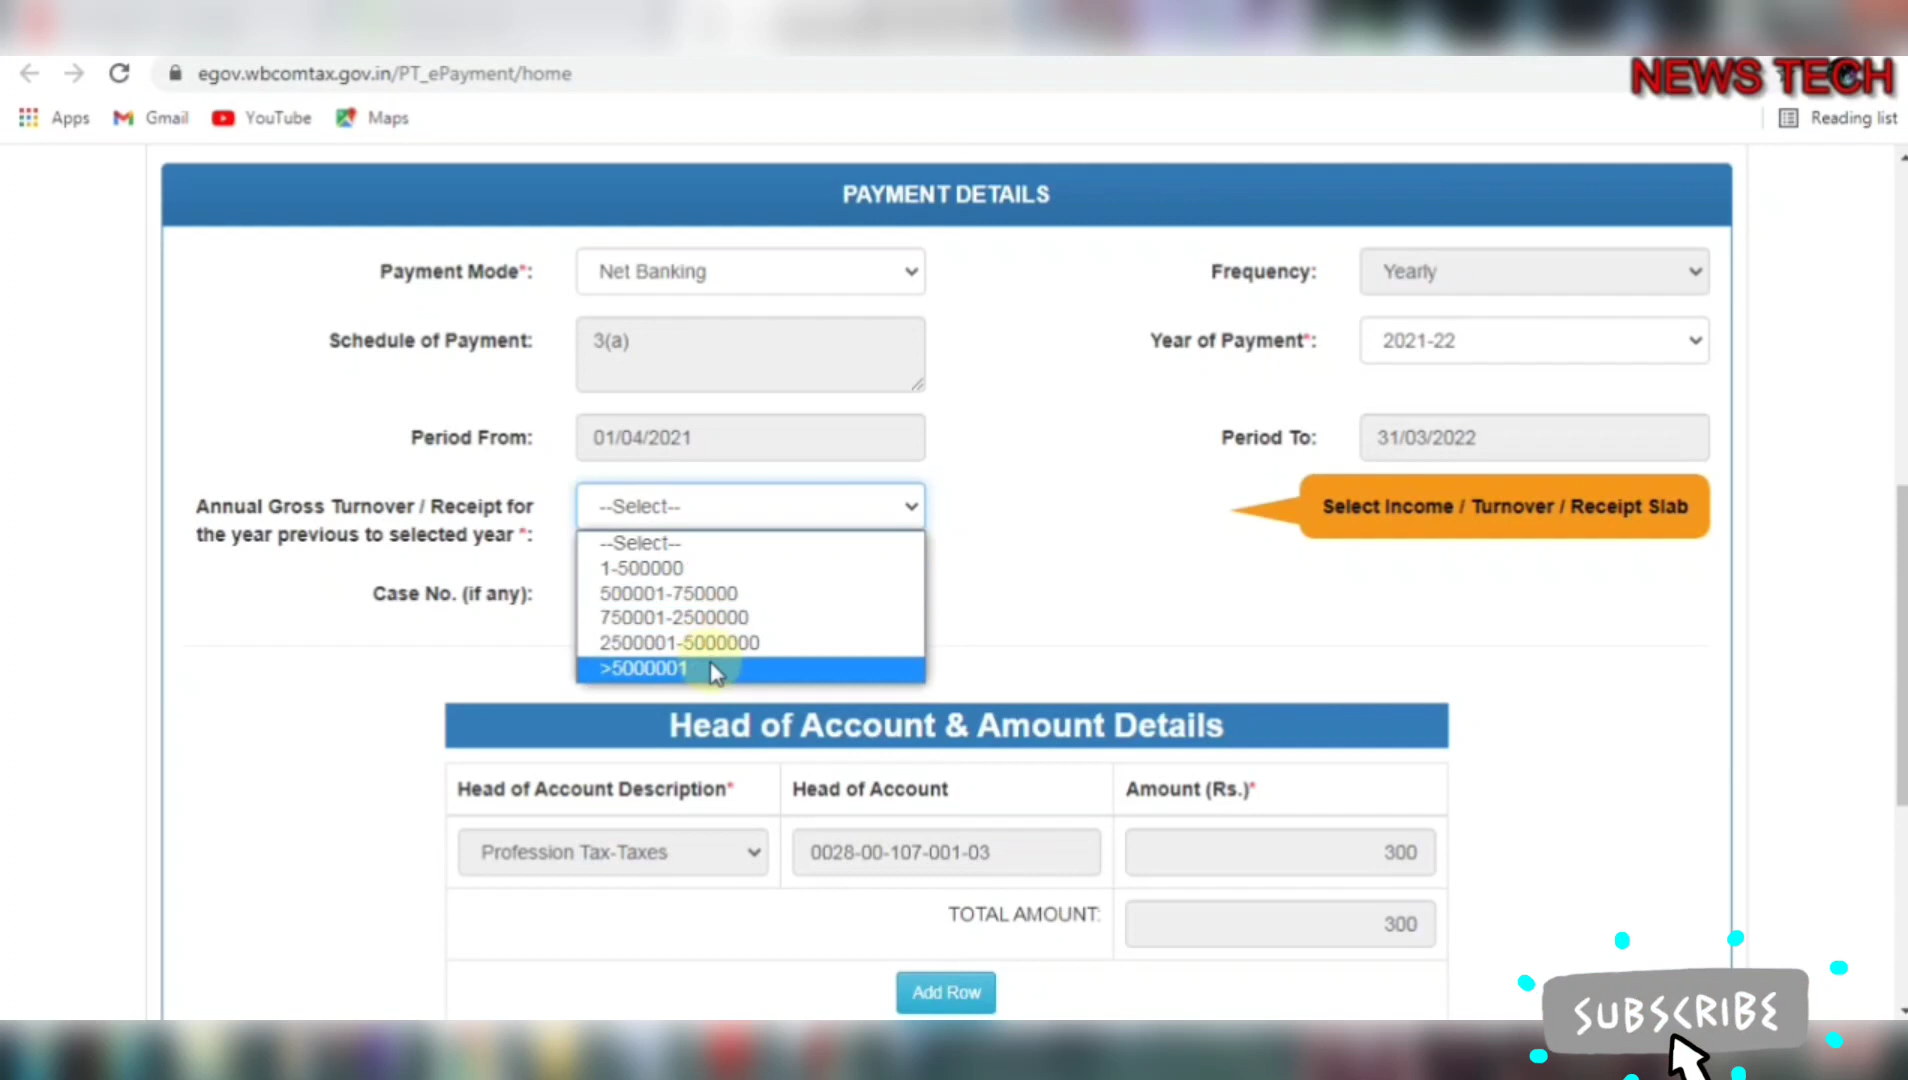 egov.wbcomtax.gov.in/PT_ePayment/home
NEWS TECH
Apps Gmail YouTube Maps Reading list
PAYMENT DETAILS
Payment Mode*: Net Banking Frequency: Yearly
Schedule of Payment: 3(a) Year of Payment*: 2021-22
Period From: 01/04/2021 Period To: 31/03/2022
Annual Gross Turnover / Receipt for --Select-- Select Income / Turnover / Receipt Slab
the year previous to selected year *:
--Select--
1-500000
Case No. (if any): 500001-750000
750001-2500000
2500001-5000000
>5000001
Head of Account & Amount Details
Head of Account Description* Head of Account Amount (Rs.)*
Profession Tax-Taxes 0028-00-107-001-03 300
TOTAL AMOUNT: 300
Add Row
SUBSCRIBE